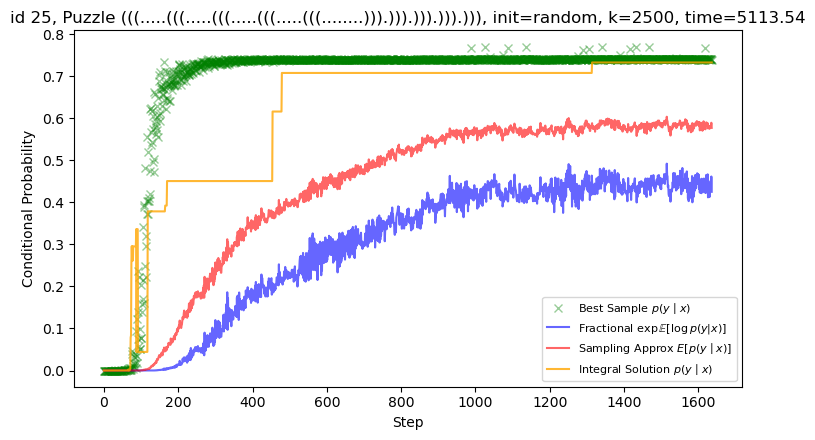 id 25, Puzzle (((.....(((.....(((.....(((.....(((........))).))).))).))).))), init=random, k=2500, time=5113.54
Conditional Probability
0.8
0.7
0.6
0.5
0.4
0.3
0.2
0.1
0.0
Best Sample p(y | x)
Fractional exp 𝔼[log p(y|x)]
Sampling Approx E[p(y | x)]
Integral Solution p(y | x)
0 200 400 600 800 1000 1200 1400 1600
Step